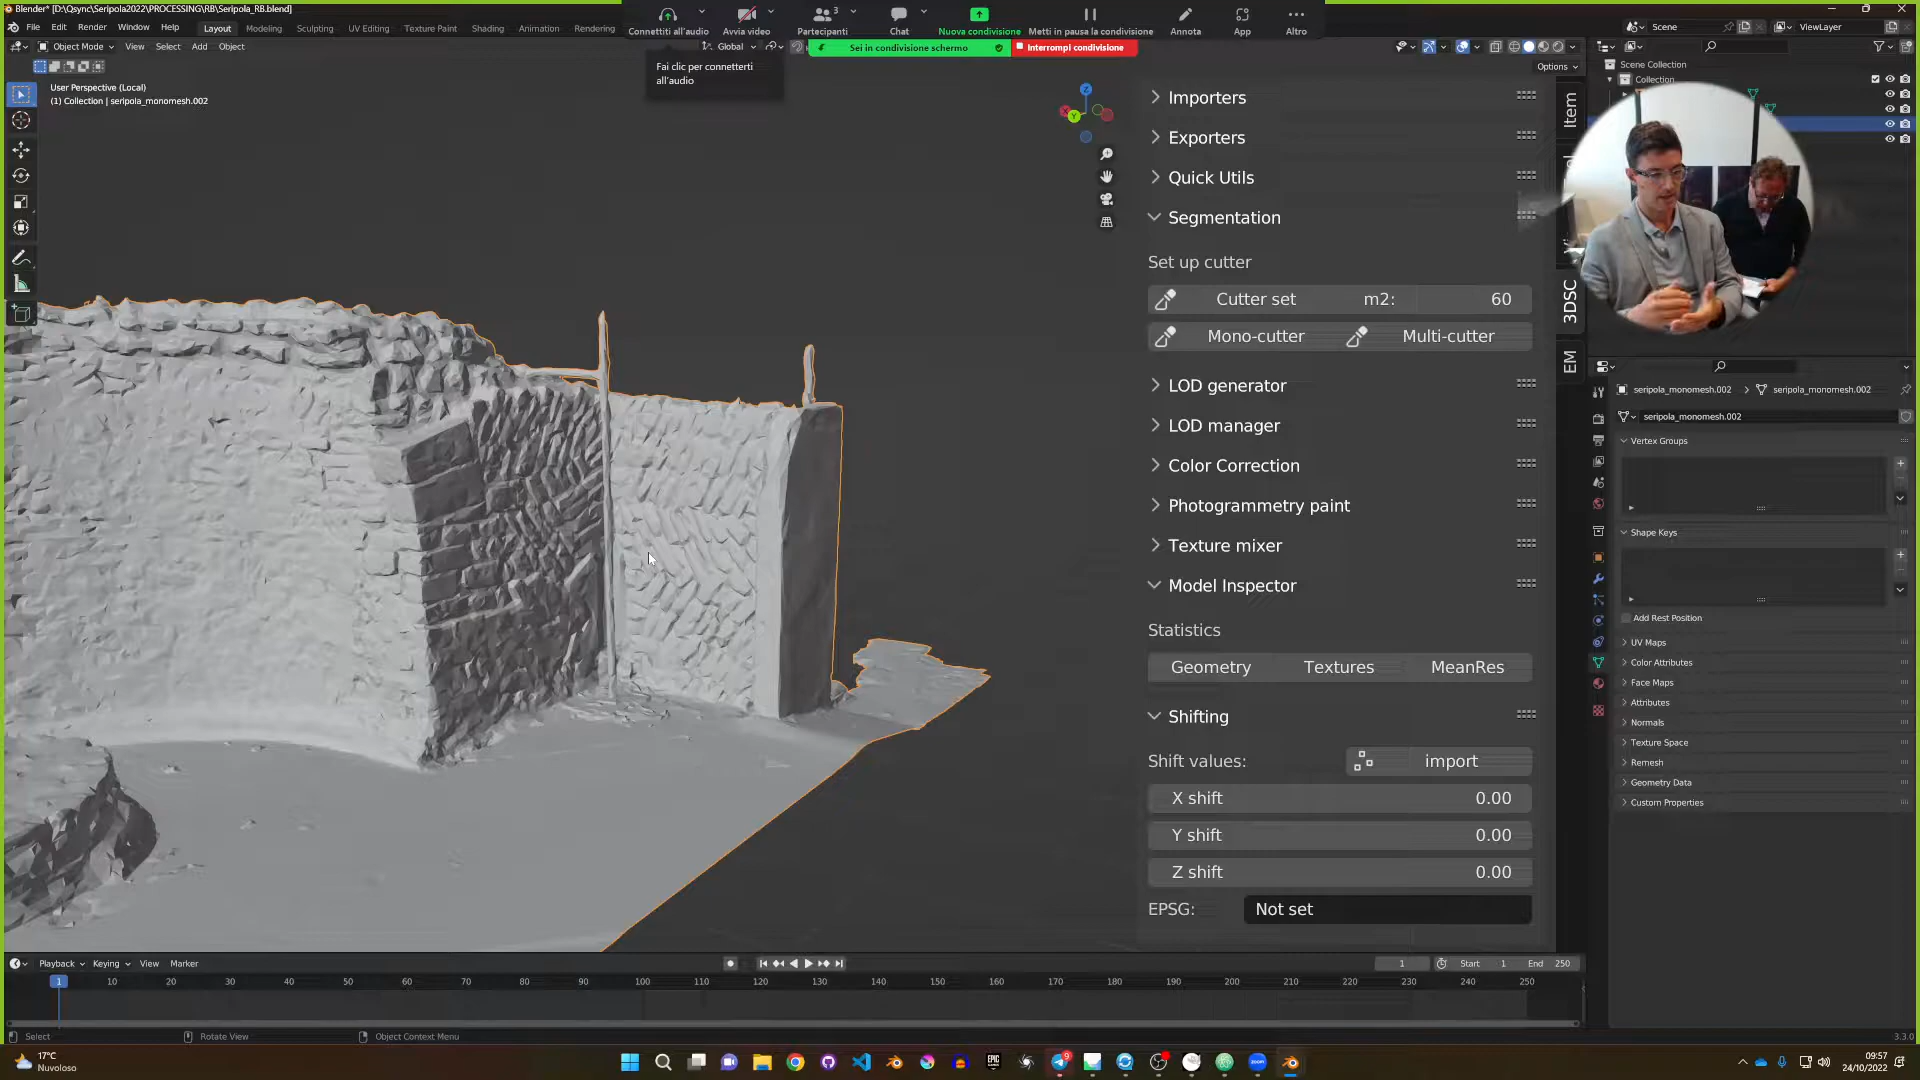 Blender* [D:\Qsync\Seripola2022\PROCESSING\RB\Seripola_RB.blend]
File Edit Render Window Help Layout Modeling Sculpting UV Editing Texture Paint Shading Animation Rendering
Connettiti all'audio Avvia video Partecipanti 3 Chat Nuova condivisione Metti in pausa la condivisione Annota App Altro
Scene ViewLayer
Object Mode View Select Add Object Global
Sei in condivisione schermo Interrompi condivisione
Fai clic per connetterti
all'audio
Options
User Perspective (Local)
(1) Collection | seripola_monomesh.002
Z
X
Y
Scene Collection
Collection
Importers
Exporters
Quick Utils
Segmentation
Set up cutter
Cutter set m2: 60
Mono-cutter Multi-cutter
LOD generator
LOD manager
Color Correction
Photogrammetry paint
Texture mixer
Model Inspector
Statistics
Geometry Textures MeanRes
Shifting
Shift values: import
X shift 0.00
Y shift 0.00
Z shift 0.00
EPSG: Not set
Item
3DSC
EM
seripola_monomesh.002 seripola_monomesh.002
seripola_monomesh.002
Vertex Groups
Shape Keys
Add Rest Position
UV Maps
Color Attributes
Face Maps
Attributes
Normals
Texture Space
Remesh
Geometry Data
Custom Properties
Playback Keying View Marker 1 Start 1 End 250
1 10 20 30 40 50 60 70 80 90 100 110 120 130 140 150 160 170 180 190 200 210 220 230 240 250
Select Rotate View Object Context Menu 3.3.0
17°C
Nuvoloso
EPIC
9
zoom
09:57
24/10/2022